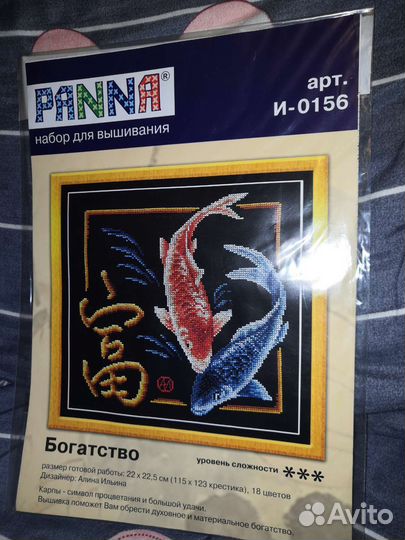 PANNA®
набор для вышивания
арт.
И-0156
富
Богатство
уровень сложности ***
размер готовой работы: 22 x 22,5 см (115 x 123 крестика), 18 цветов
Дизайнер: Алина Ильина
Карпы - символ процветания и большой удачи.
Вышивка поможет Вам обрести духовное и материальное богатство.
Avito